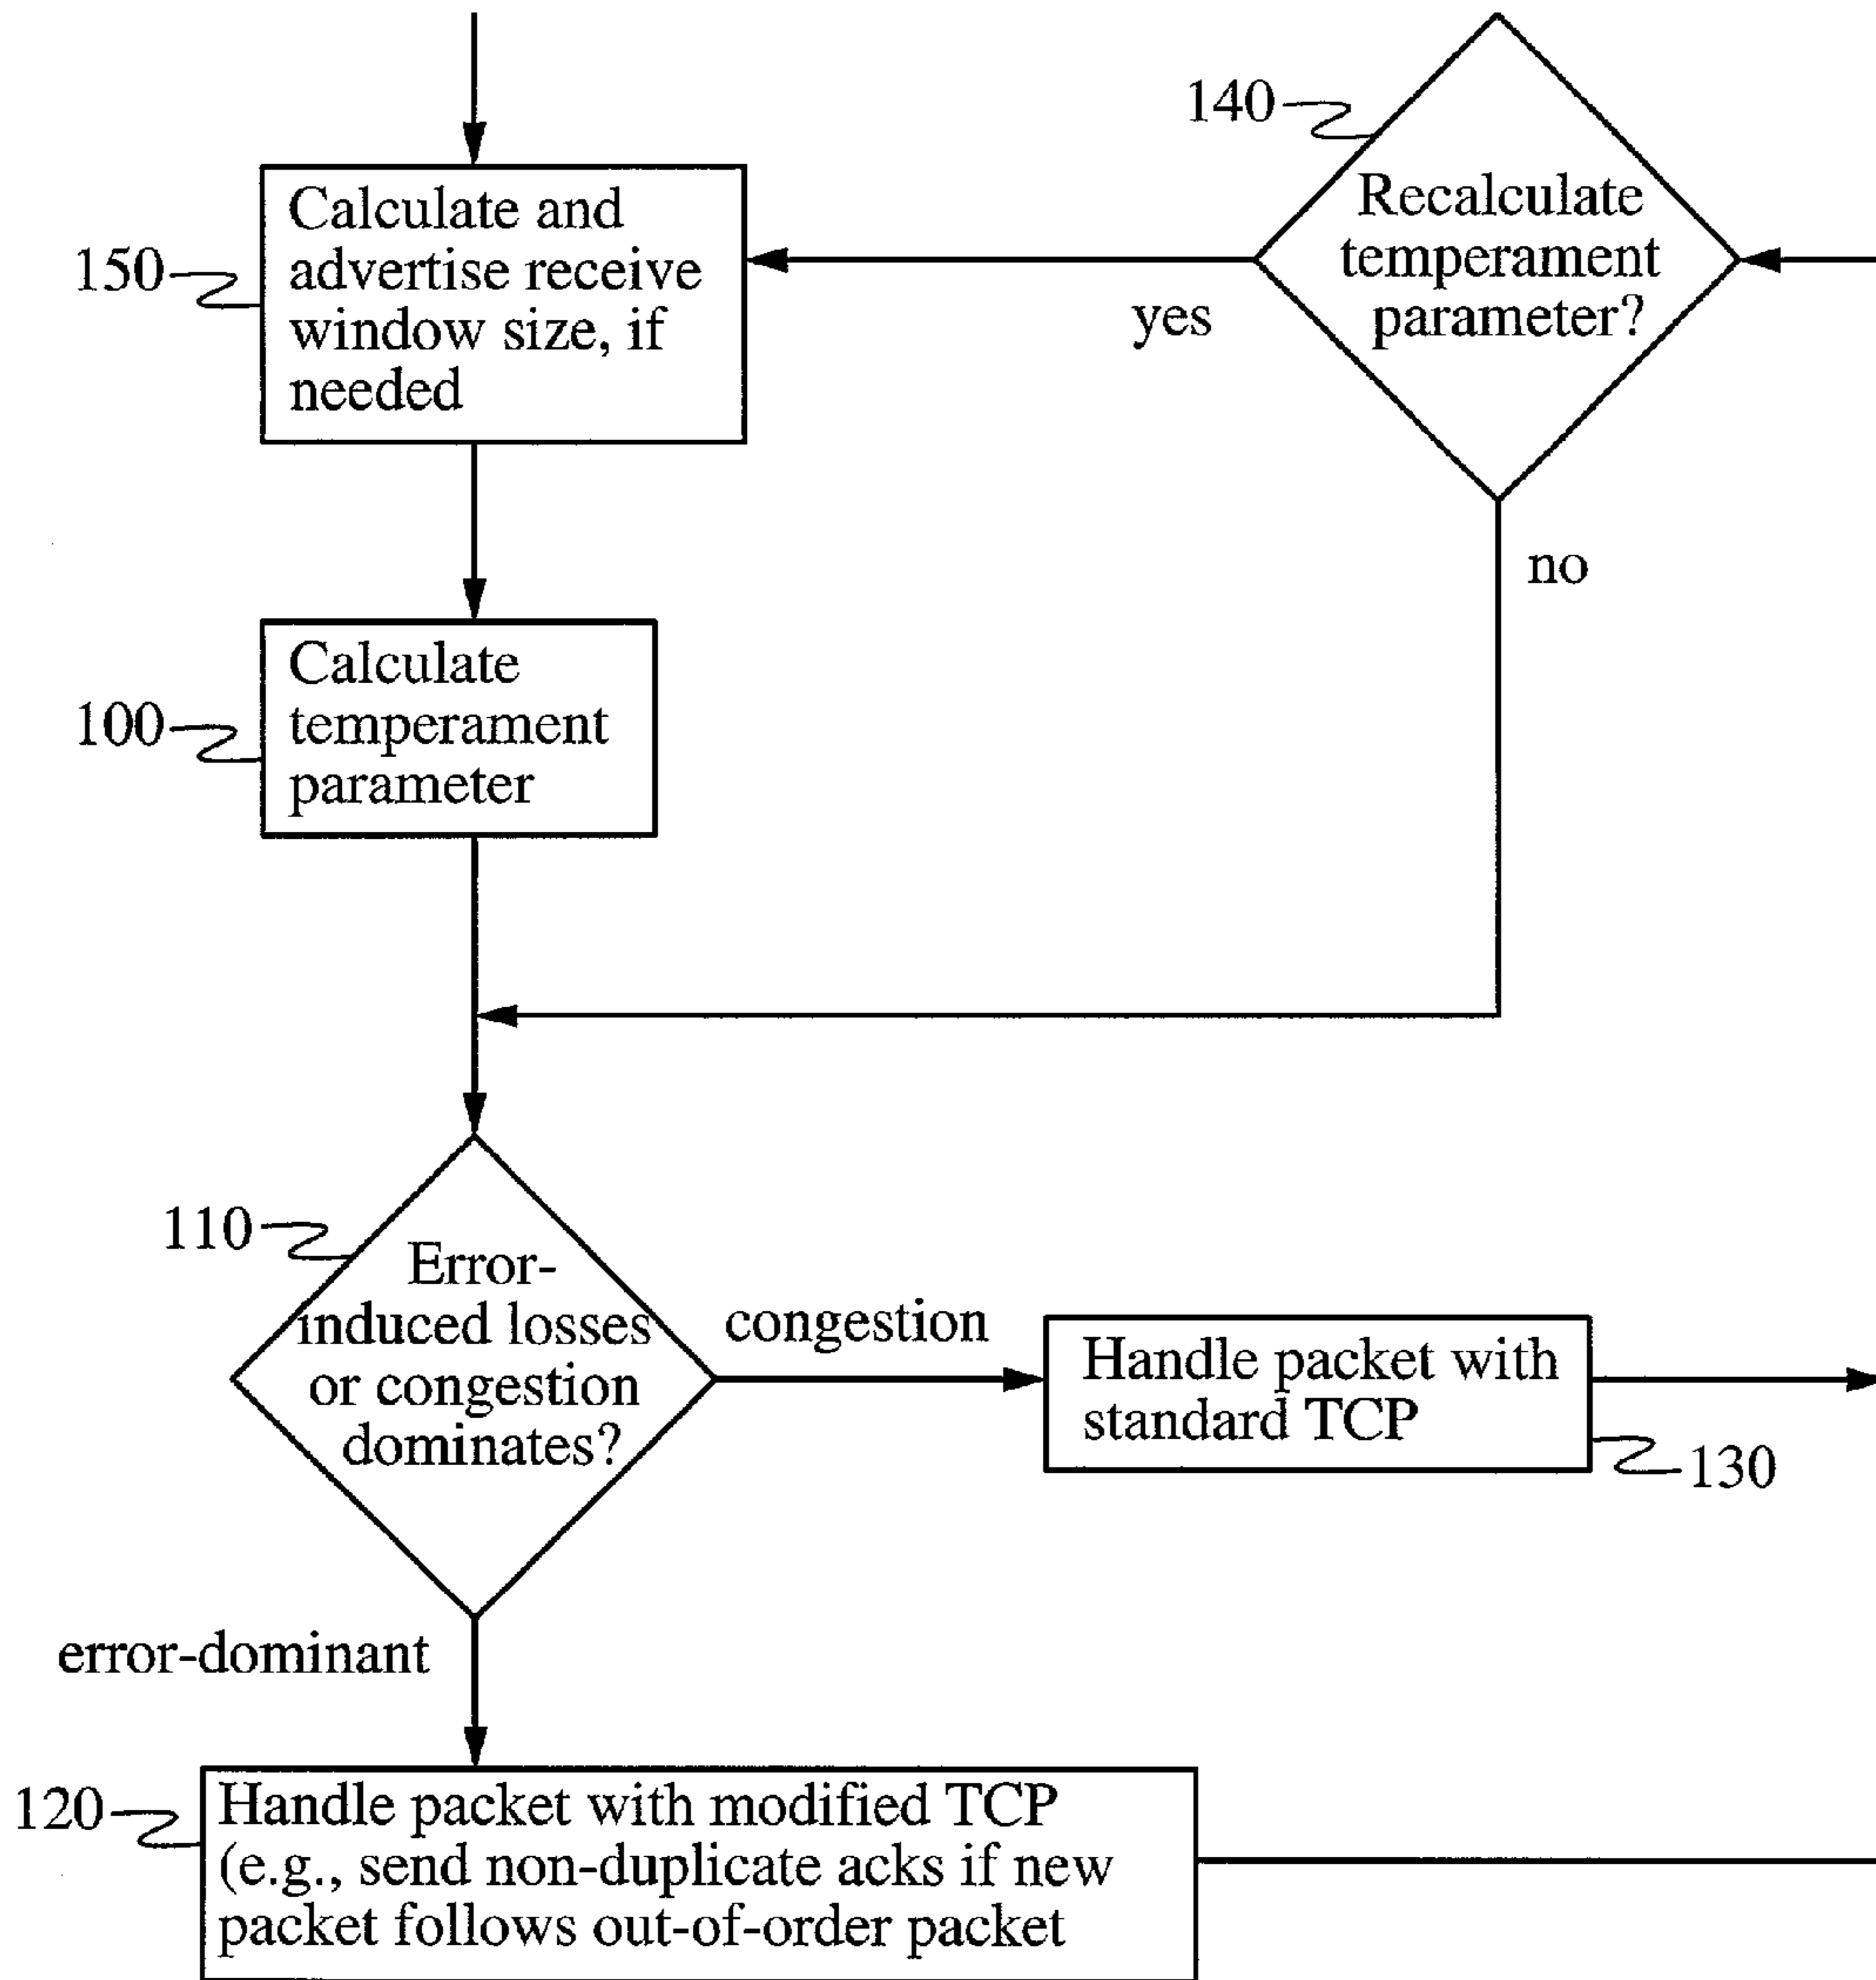 140
Recalculate
temperament
parameter?
150
Calculate and
advertise receive
window size, if
needed
yes
no
100
Calculate
temperament
parameter
110
Error-
induced losses
or congestion
dominates?
congestion
Handle packet with
standard TCP
130
error-dominant
120
Handle packet with modified TCP
(e.g., send non-duplicate acks if new
packet follows out-of-order packet